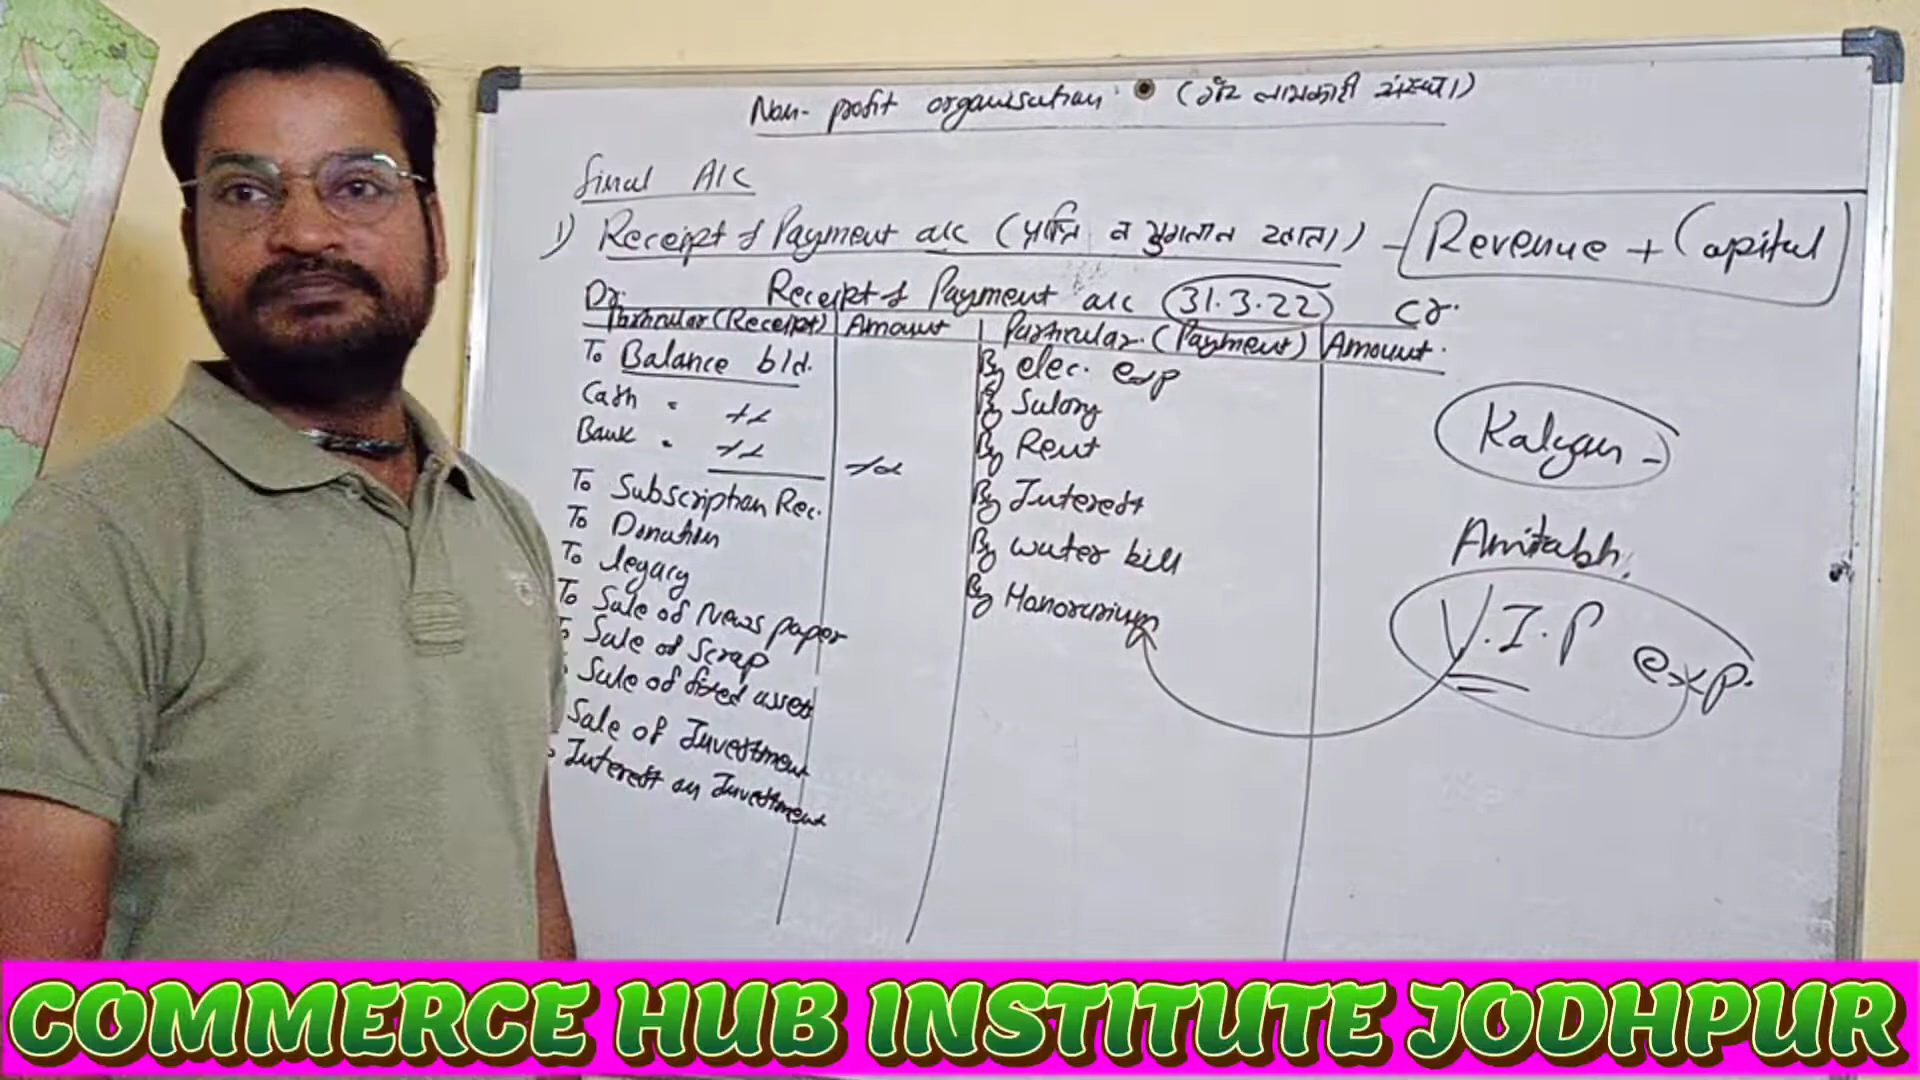 Non-profit organisation (गैर लाभकारी संस्था)
final A/C
1) Receipt & Payment a/c (प्राप्ति व भुगतान खाता) - Revenue + Capital
Dr. Receipt & Payment a/c 31.3.22 Cr.
Particular (Receipt) Amount Particular (Payment) Amount
To Balance b/d.
Cash =
Bank =
To Subscription Rec.
To Donation
To legacy
To Sale of News paper
To Sale of Scrap
Sale of fixed assets
Sale of Investment
Interest on Investment
By elec. exp
By Salary
By Rent
By Interest
By water bill
By Honorarium
Kalyan -
Amitabh.
V.I.P exp.
COMMERCE HUB INSTITUTE JODHPUR